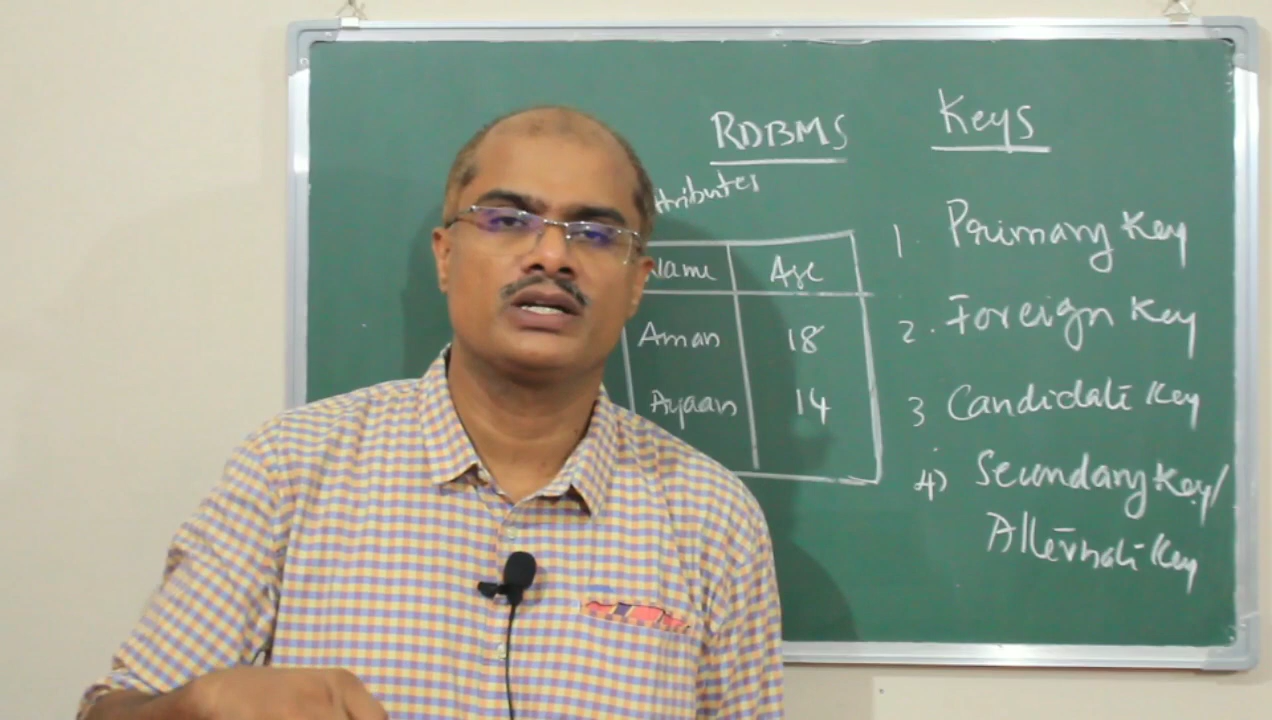 RDBMS
Keys
ttributes
Name Age
Aman 18
Ayaan 14
1. Primary Key
2. Foreign Key
3 Candidate Key
4) Secondary Key/
Alternate Key